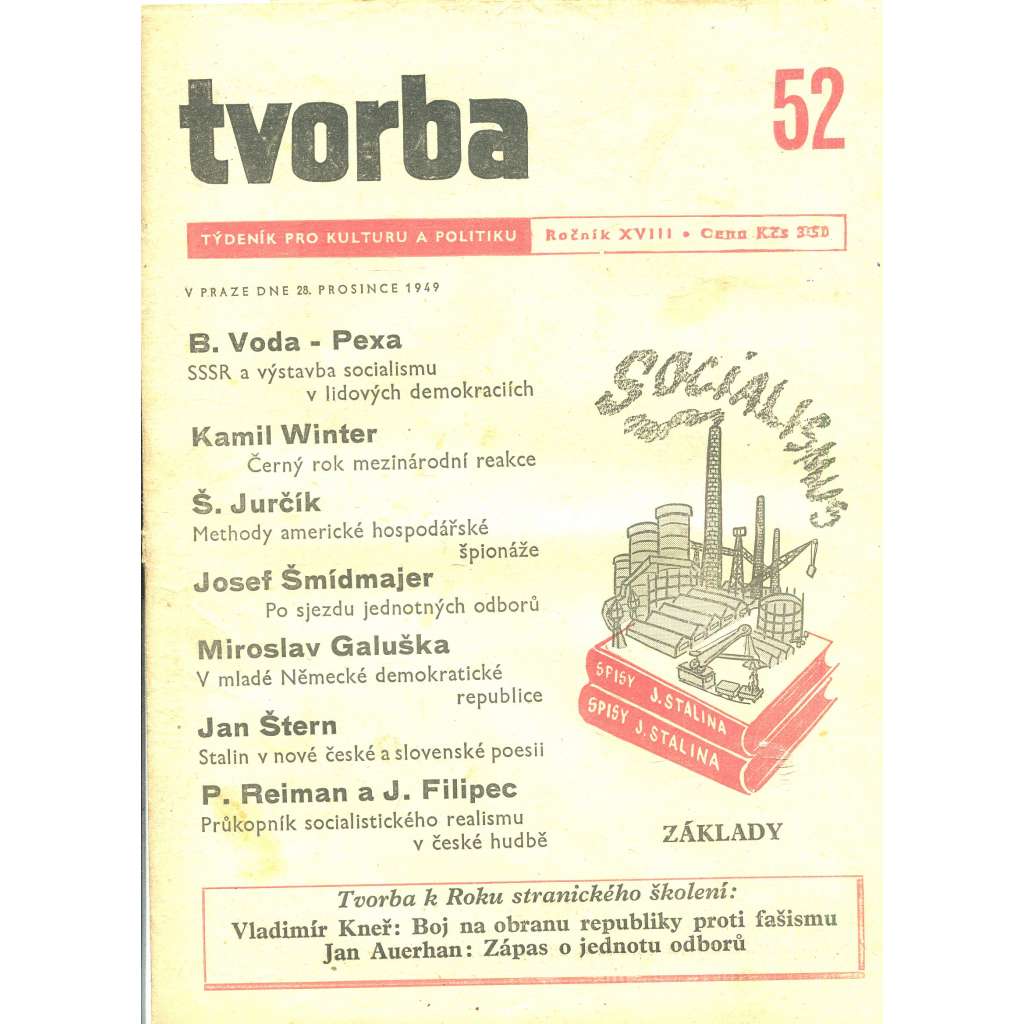 tvorba
52
TÝDENÍK PRO KULTURU A POLITIKU
Ročník XVIII • Cena Kčs 3·50
V PRAZE DNE 28. PROSINCE 1949
B. Voda - Pexa
SSSR a výstavba socialismu
v lidových demokraciích
Kamil Winter
Černý rok mezinárodní reakce
Š. Jurčík
Methody americké hospodářské
špionáže
Josef Šmídmajer
Po sjezdu jednotných odborů
Miroslav Galuška
V mladé Německé demokratické
republice
Jan Štern
Stalin v nové české a slovenské poesii
P. Reiman a J. Filipec
Průkopník socialistického realismu
v české hudbě
SOCIALISMUS
SPISY J. STALINA
SPISY J. STALINA
ZÁKLADY
Tvorba k Roku stranického školení:
Vladimír Kneř: Boj na obranu republiky proti fašismu
Jan Auerhan: Zápas o jednotu odborů